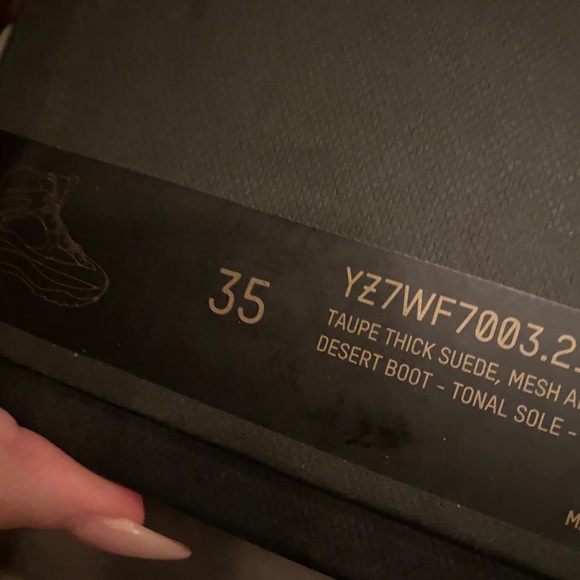 35
YZ7WF7003.2
TAUPE THICK SUEDE, MESH
DESERT BOOT - TONAL SOLE -